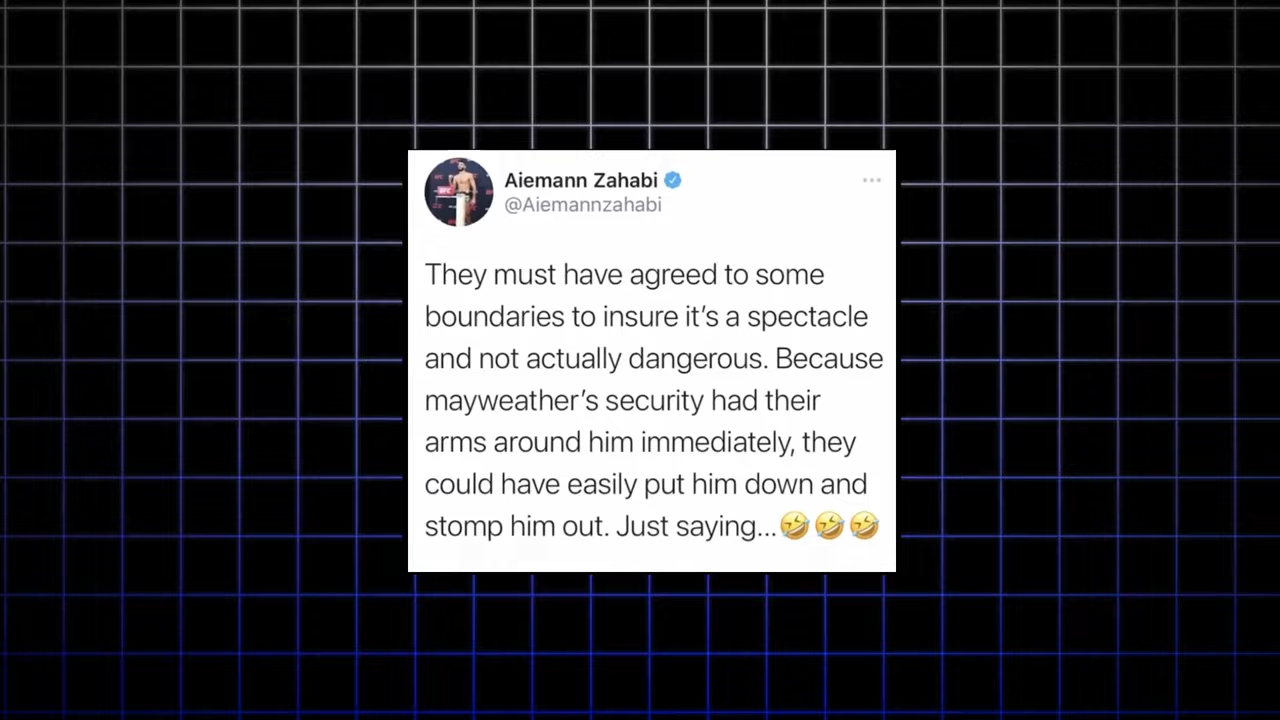 Aiemann Zahabi
@Aiemannzahabi
They must have agreed to some
boundaries to insure it’s a spectacle
and not actually dangerous. Because
mayweather’s security had their
arms around him immediately, they
could have easily put him down and
stomp him out. Just saying...🤣🤣🤣